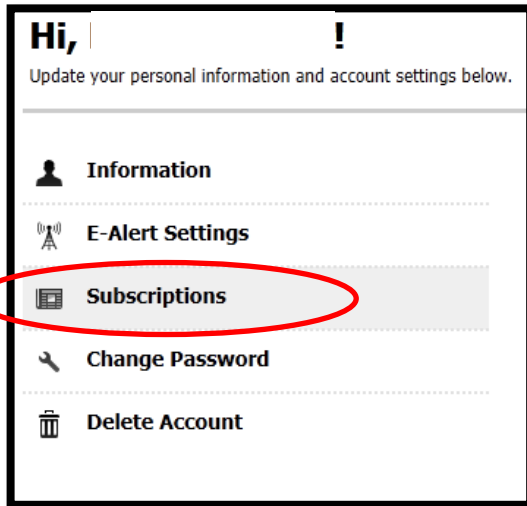 Hi, !
Update your personal information and account settings below.
Information
E-Alert Settings
Subscriptions
Change Password
Delete Account